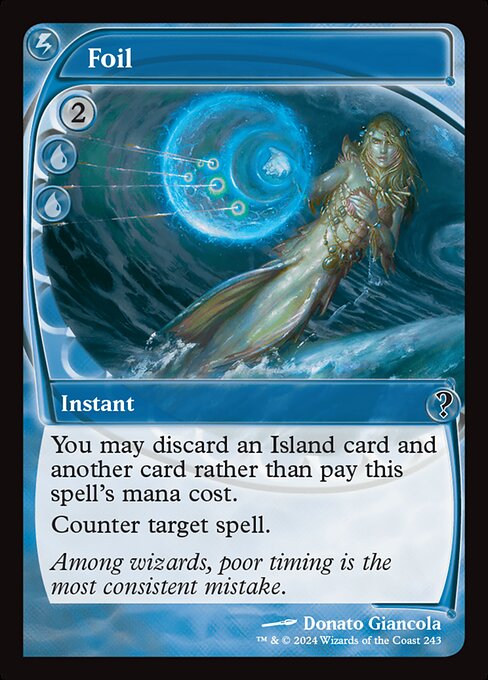 Foil
2
Instant
?
You may discard an Island card and
another card rather than pay this
spell's mana cost.
Counter target spell.
Among wizards, poor timing is the
most consistent mistake.
Donato Giancola
™ & © 2024 Wizards of the Coast 243